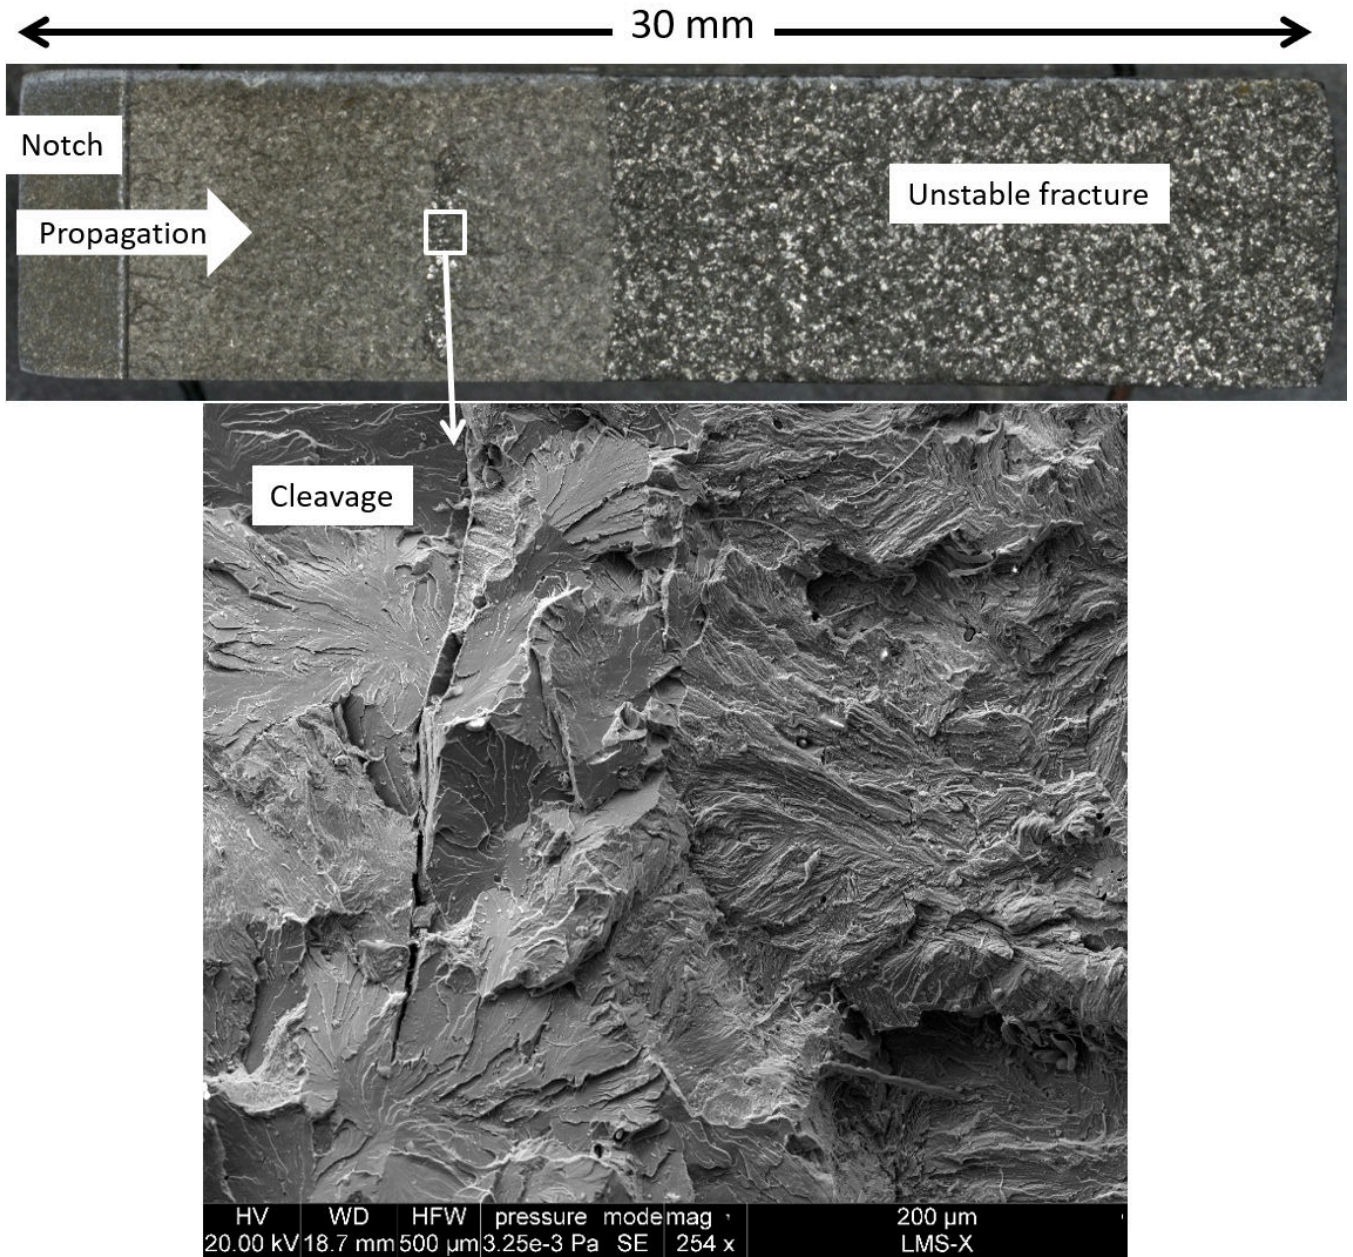 30 mm
Notch
Propagation
Unstable fracture
Cleavage
HV WD HFW pressure mode mag 200 µm
20.00 kV 18.7 mm 500 µm 3.25e-3 Pa SE 254 x LMS-X